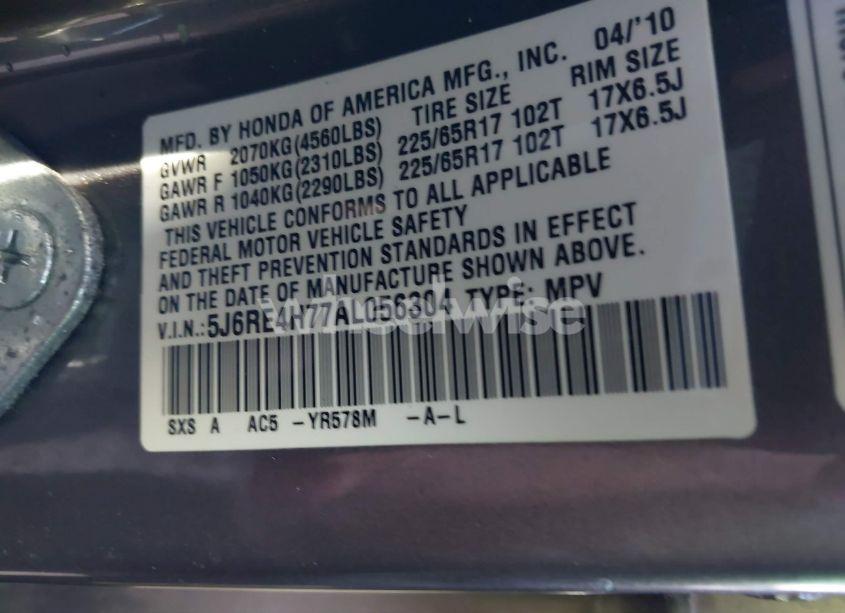 MFD. BY HONDA OF AMERICA MFG., INC. 04/'10
GVWR 2070KG(4560LBS) TIRE SIZE RIM SIZE
GAWR F 1050KG(2310LBS) 225/65R17 102T 17X6.5J
GAWR R 1040KG(2290LBS) 225/65R17 102T 17X6.5J
THIS VEHICLE CONFORMS TO ALL APPLICABLE
FEDERAL MOTOR VEHICLE SAFETY
AND THEFT PREVENTION STANDARDS IN EFFECT
ON THE DATE OF MANUFACTURE SHOWN ABOVE.
V.I.N.:5J6RE4H77AL056304 TYPE: MPV
wheelwise
SXS A AC5 -YR578M -A-L